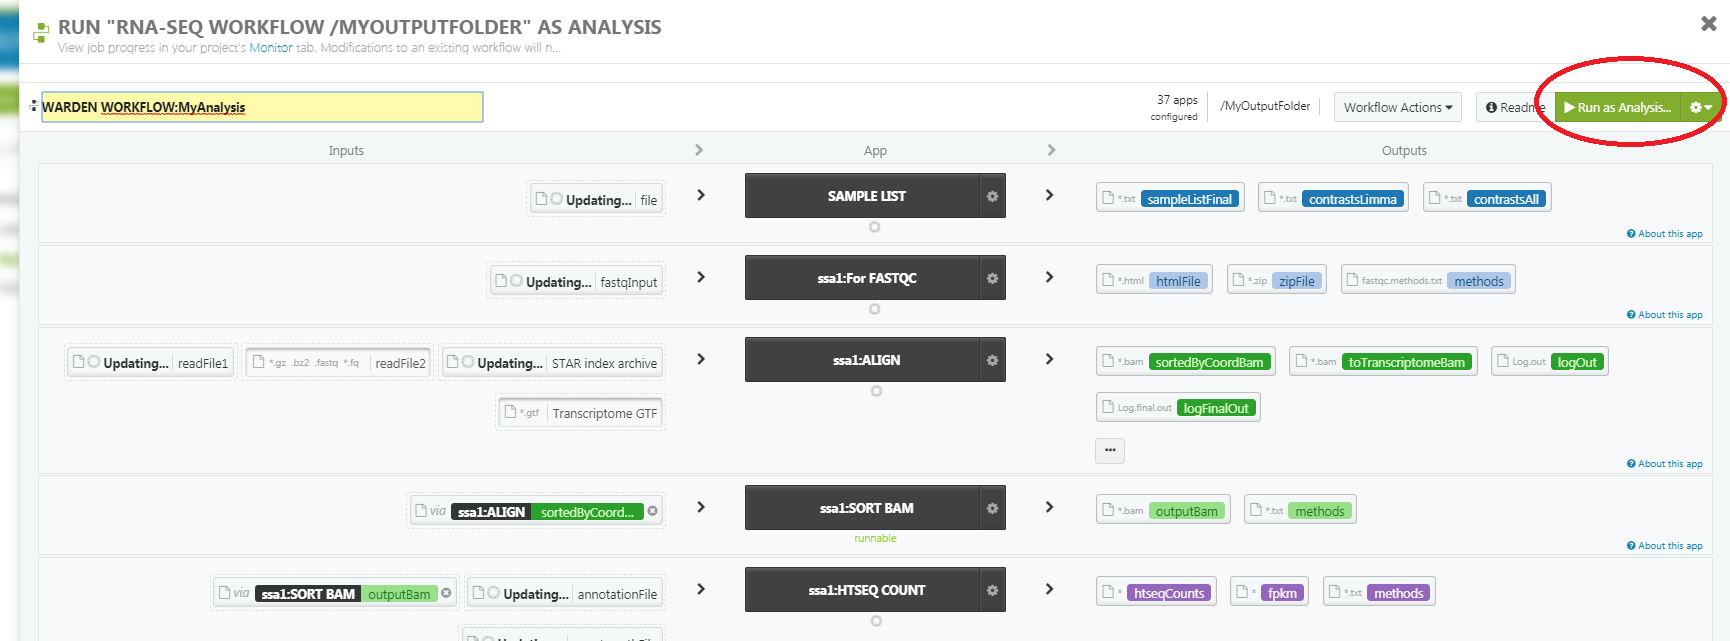 RUN "RNA-SEQ WORKFLOW /MYOUTPUTFOLDER" AS ANALYSIS
View job progress in your project's Monitor tab. Modifications to an existing workflow will n...
WARDEN WORKFLOW:MyAnalysis
37 apps configured
/MyOutputFolder
Workflow Actions
Readme
Run as Analysis...
Inputs App Outputs
Updating... file
SAMPLE LIST
*.txt sampleListFinal *.txt contrastsLimma *.txt contrastsAll
About this app
Updating... fastqInput
ssa1:For FASTQC
*.html htmlFile *.zip zipFile fastqc.methods.txt methods
About this app
Updating... readFile1 *.gz .bz2 .fastq *.fq readFile2 Updating... STAR index archive
ssa1:ALIGN
*.bam sortedByCoordBam *.bam toTranscriptomeBam Log.out logOut
*.gtf Transcriptome GTF
Log.final.out logFinalOut
...
About this app
via ssa1:ALIGN sortedByCoord...
ssa1:SORT BAM
runnable
*.bam outputBam *.txt methods
About this app
via ssa1:SORT BAM outputBam Updating... annotationFile
ssa1:HTSEQ COUNT
* htseqCounts * fpkm *.txt methods